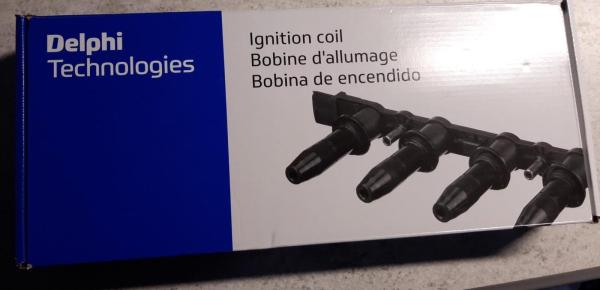 Delphi
Technologies
Ignition coil
Bobine d'allumage
Bobina de encendido